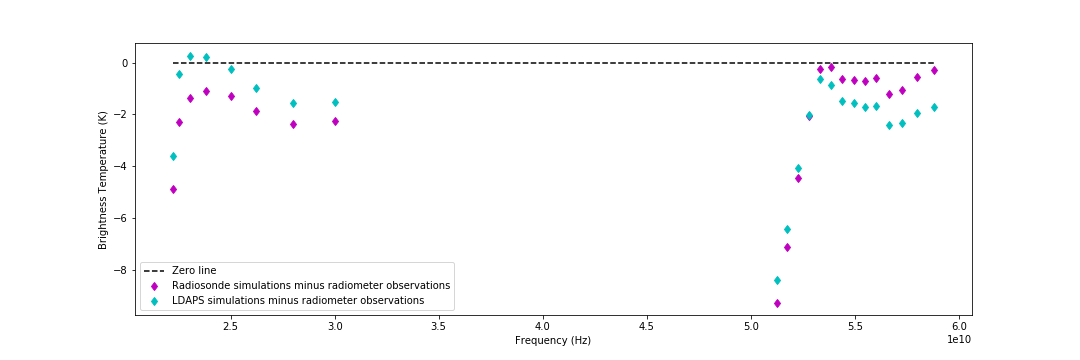 0
−2
−4
−6
−8
Brightness Temperature (K)
Zero line
Radiosonde simulations minus radiometer observations
LDAPS simulations minus radiometer observations
2.5 3.0 3.5 4.0 4.5 5.0 5.5 6.0
1e10
Frequency (Hz)